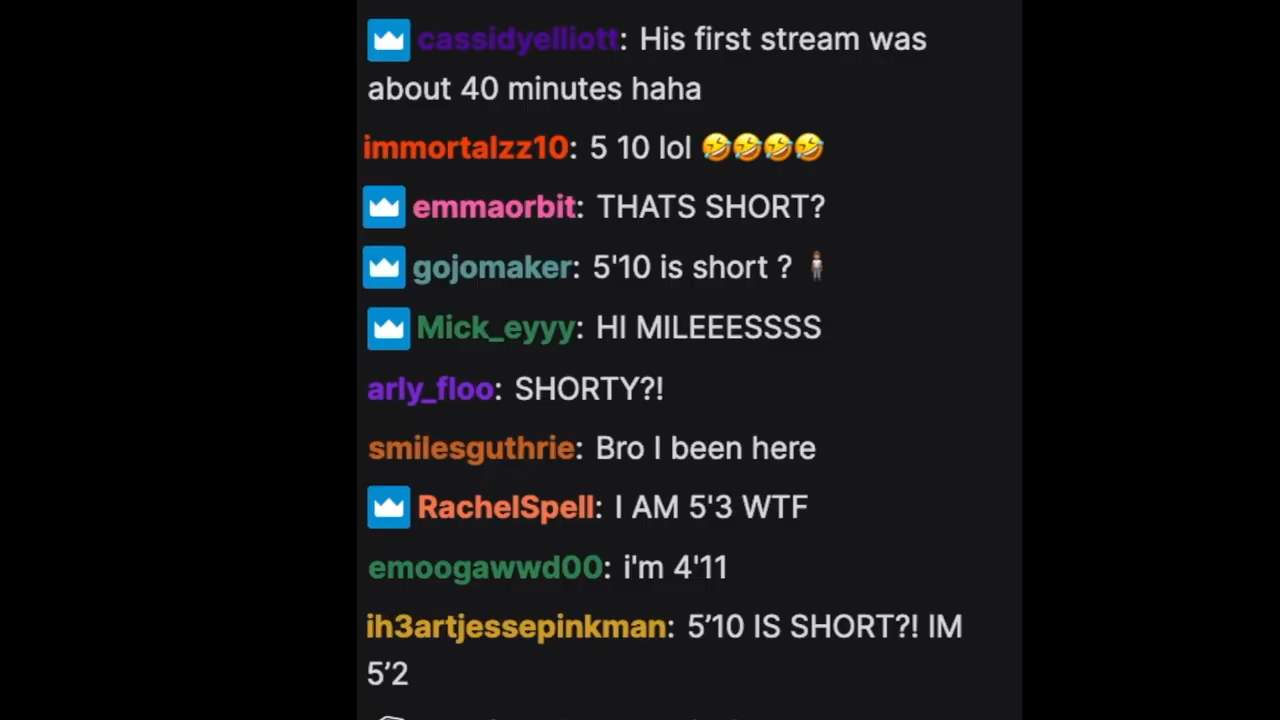 cassidyelliott: His first stream was
about 40 minutes haha
immortalzz10: 5 10 lol 🤣🤣🤣🤣
emmaorbit: THATS SHORT?
gojomaker: 5'10 is short ? 🧍🏾
Mick_eyyy: HI MILEEESSSS
arly_floo: SHORTY?!
smilesguthrie: Bro I been here
RachelSpell: I AM 5'3 WTF
emoogawwd00: i'm 4'11
ih3artjessepinkman: 5’10 IS SHORT?! IM
5’2